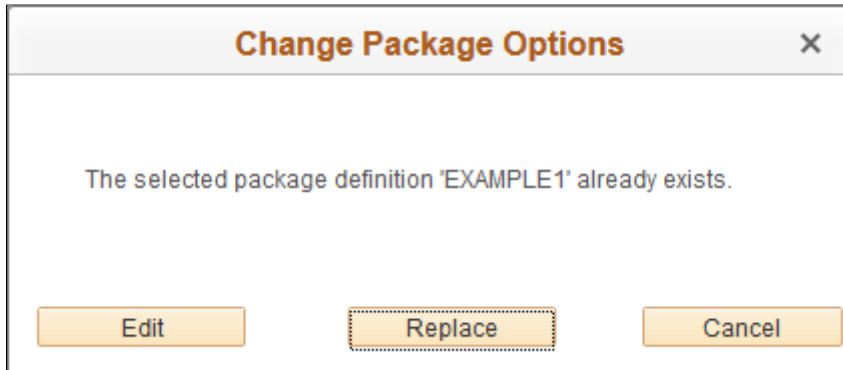 Change Package Options ×
The selected package definition 'EXAMPLE1' already exists.
Edit Replace Cancel